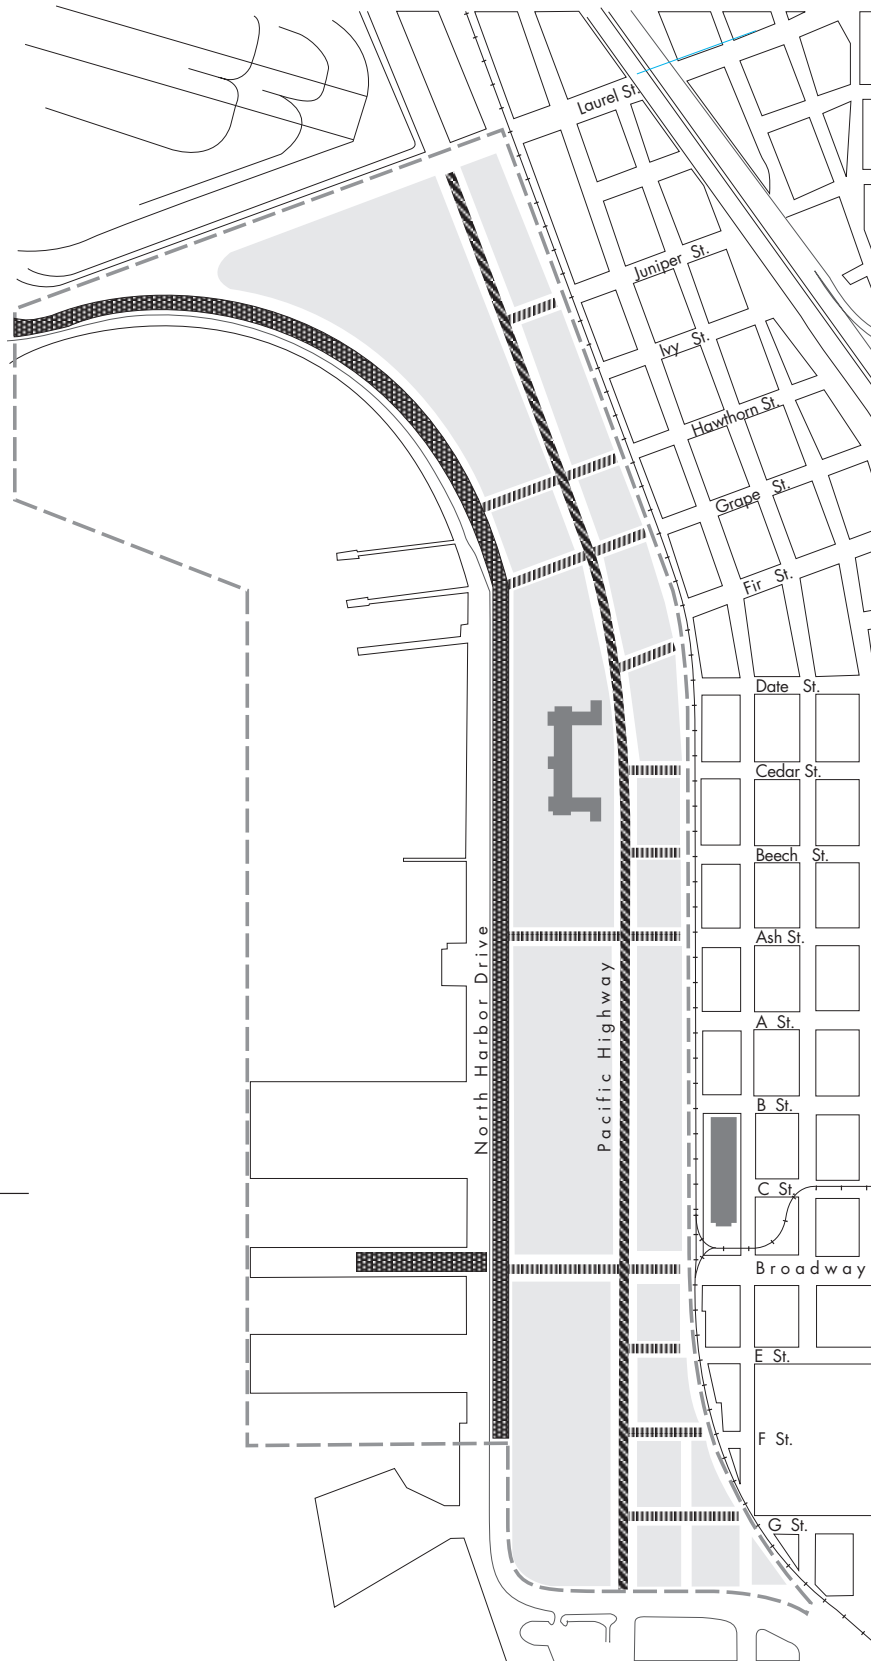 Laurel St.
Juniper St.
Ivy St.
Hawthorn St.
Grape St.
Fir St.
Date St.
Cedar St.
Beech St.
Ash St.
North Harbor Drive
Pacific Highway
A St.
B St.
C St.
Broadway
E St.
F St.
G St.